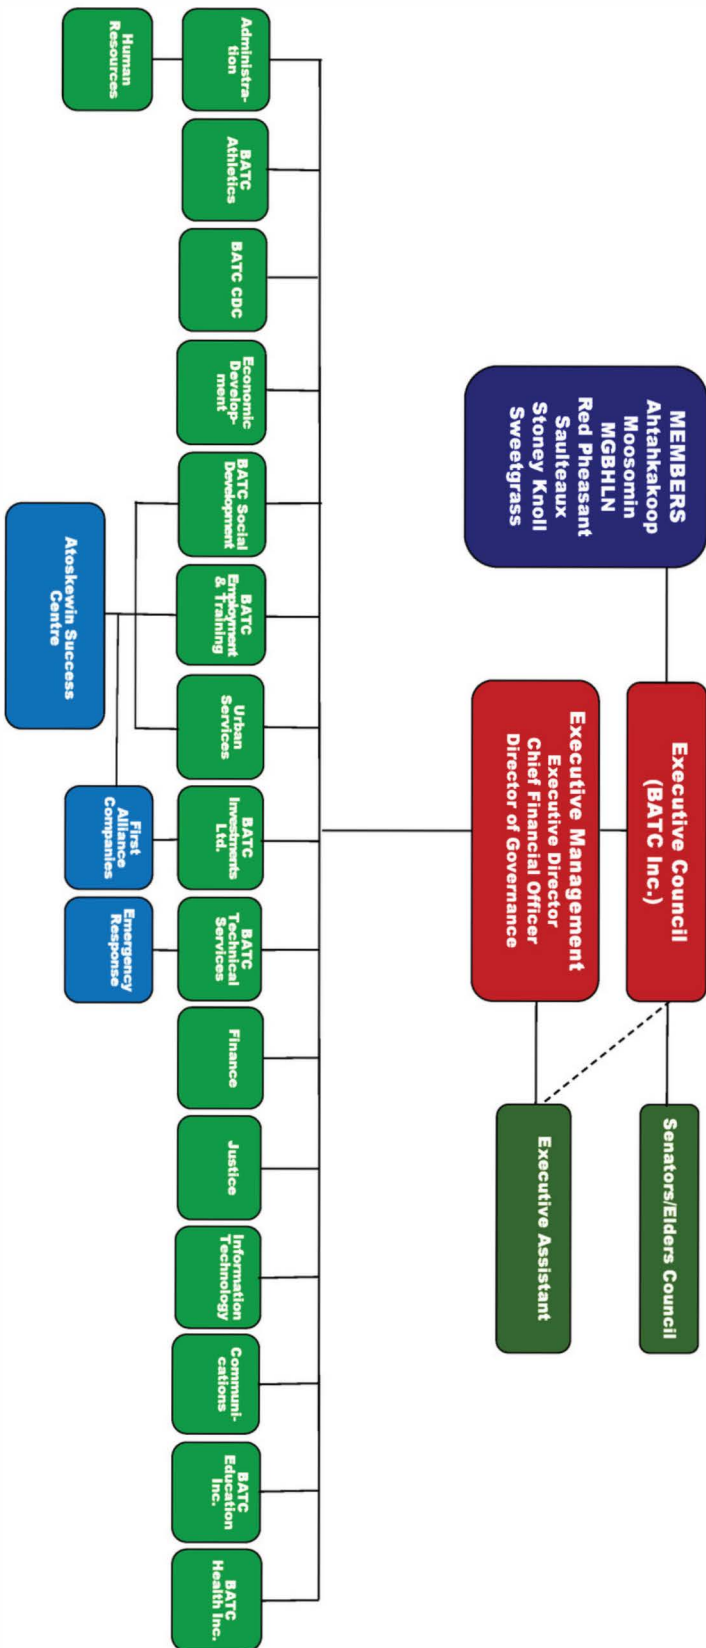 MEMBERS
Ahtahkakoop
Moosomin
MGBHLN
Red Pheasant
Saulteaux
Stoney Knoll
Sweetgrass
Executive Council
(BATC Inc.)
Senators/Elders Council
Executive Management
Executive Director
Chief Financial Officer
Director of Governance
Executive Assistant
Administra-
tion
BATC
Athletics
BATC CDC
Economic
Develop-
ment
BATC Social
Development
BATC
Employment
& Training
Urban
Services
BATC
Investments
Ltd.
BATC
Technical
Services
Finance
Justice
Information
Technology
Communi-
cations
BATC
Education
Inc.
BATC
Health Inc.
Human
Resources
Atoskewin Success
Centre
First
Alliance
Companies
Emergency
Response